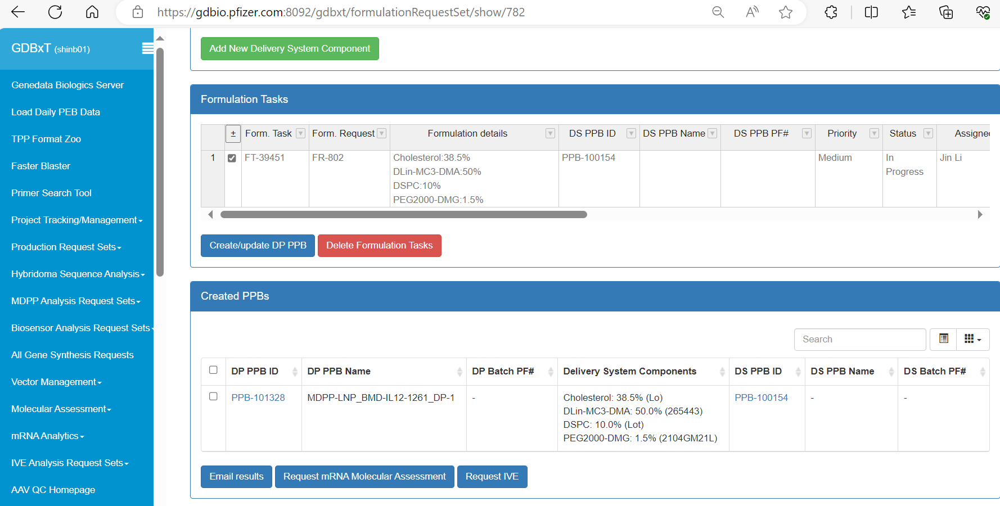 https://gdbio.pfizer.com:8092/gdbxt/formulationRequestSet/show/782
GDBxT (shinb01)
Genedata Biologics Server
Load Daily PEB Data
TPP Format Zoo
Faster Blaster
Primer Search Tool
Project Tracking/Management
Production Request Sets
Hybridoma Sequence Analysis
MDPP Analysis Request Sets
Biosensor Analysis Request Sets
All Gene Synthesis Requests
Vector Management
Molecular Assessment
mRNA Analytics
IVE Analysis Request Sets
AAV QC Homepage
Add New Delivery System Component
Formulation Tasks
± Form. Task Form. Request Formulation details DS PPB ID DS PPB Name DS PPB PF# Priority Status Assignee
1 FT-39451 FR-802 Cholesterol:38.5% PPB-100154 Medium In Jin Li
DLin-MC3-DMA:50% Progress
DSPC:10%
PEG2000-DMG:1.5%
Create/update DP PPB Delete Formulation Tasks
Created PPBs
Search
DP PPB ID DP PPB Name DP Batch PF# Delivery System Components DS PPB ID DS PPB Name DS Batch PF#
PPB-101328 MDPP-LNP_BMD-IL12-1261_DP-1 - Cholesterol: 38.5% (Lo) PPB-100154 - -
DLin-MC3-DMA: 50.0% (265443)
DSPC: 10.0% (Lot)
PEG2000-DMG: 1.5% (2104GM21L)
Email results Request mRNA Molecular Assessment Request IVE